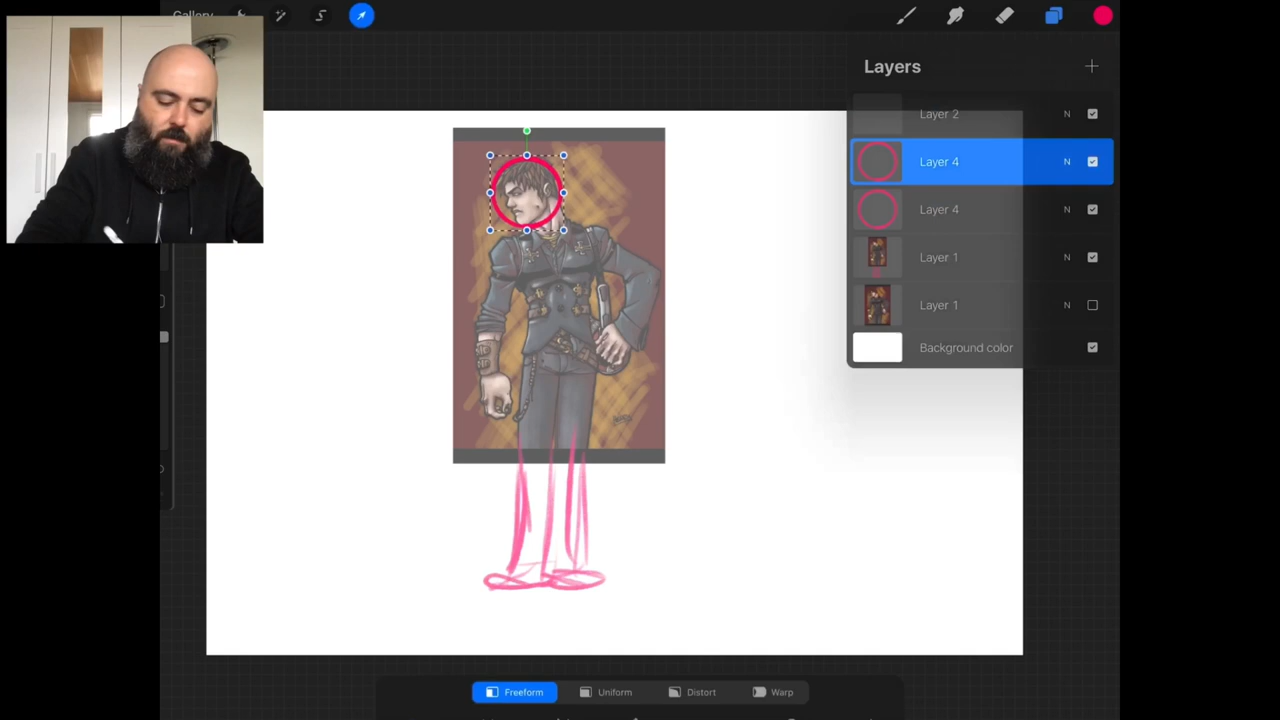 Gallery
Layers
Layer 2 N
Layer 4 N
Layer 4 N
Layer 1 N
Layer 1 N
Background color
Freeform Uniform Distort Warp